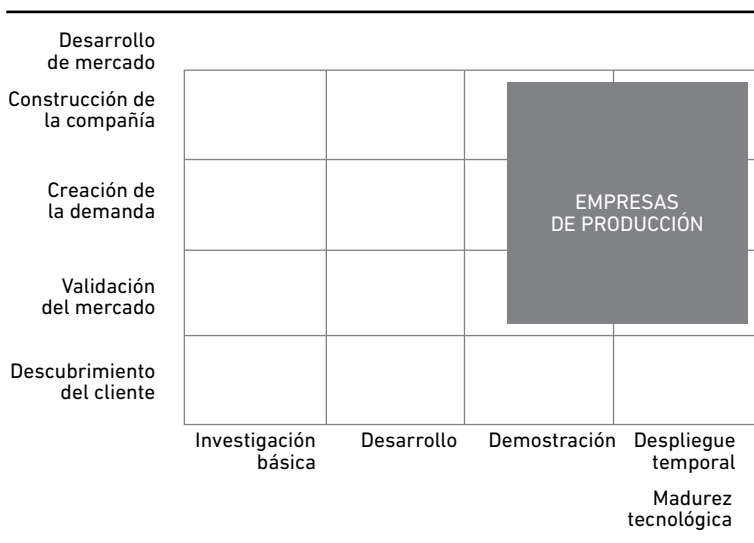 Desarrollo
de mercado
Construcción de
la compañía
Creación de
la demanda
EMPRESAS
DE PRODUCCIÓN
Validación
del mercado
Descubrimiento
del cliente
Investigación
básica
Desarrollo
Demostración
Despliegue
temporal
Madurez
tecnológica